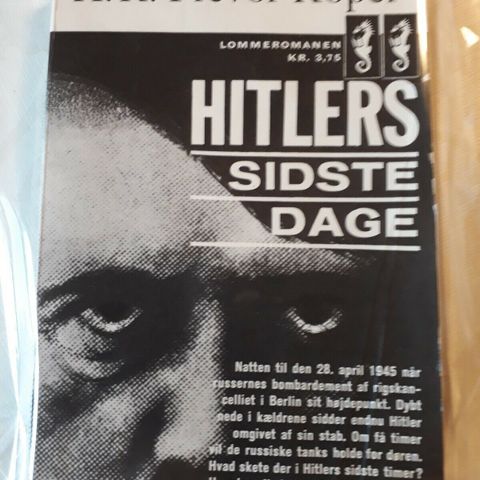 LOMMEROMANEN
KR. 3,75
HITLERS
SIDSTE
DAGE
Natten til den 28. april 1945 når
russernes bombardement af rigskan-
celliet i Berlin sit højdepunkt. Dybt
nede i kældrene sidder endnu Hitler
omgivet af sin stab. Om få timer
vil de russiske tanks holde for døren.
Hvad skete der i Hitlers sidste timer?